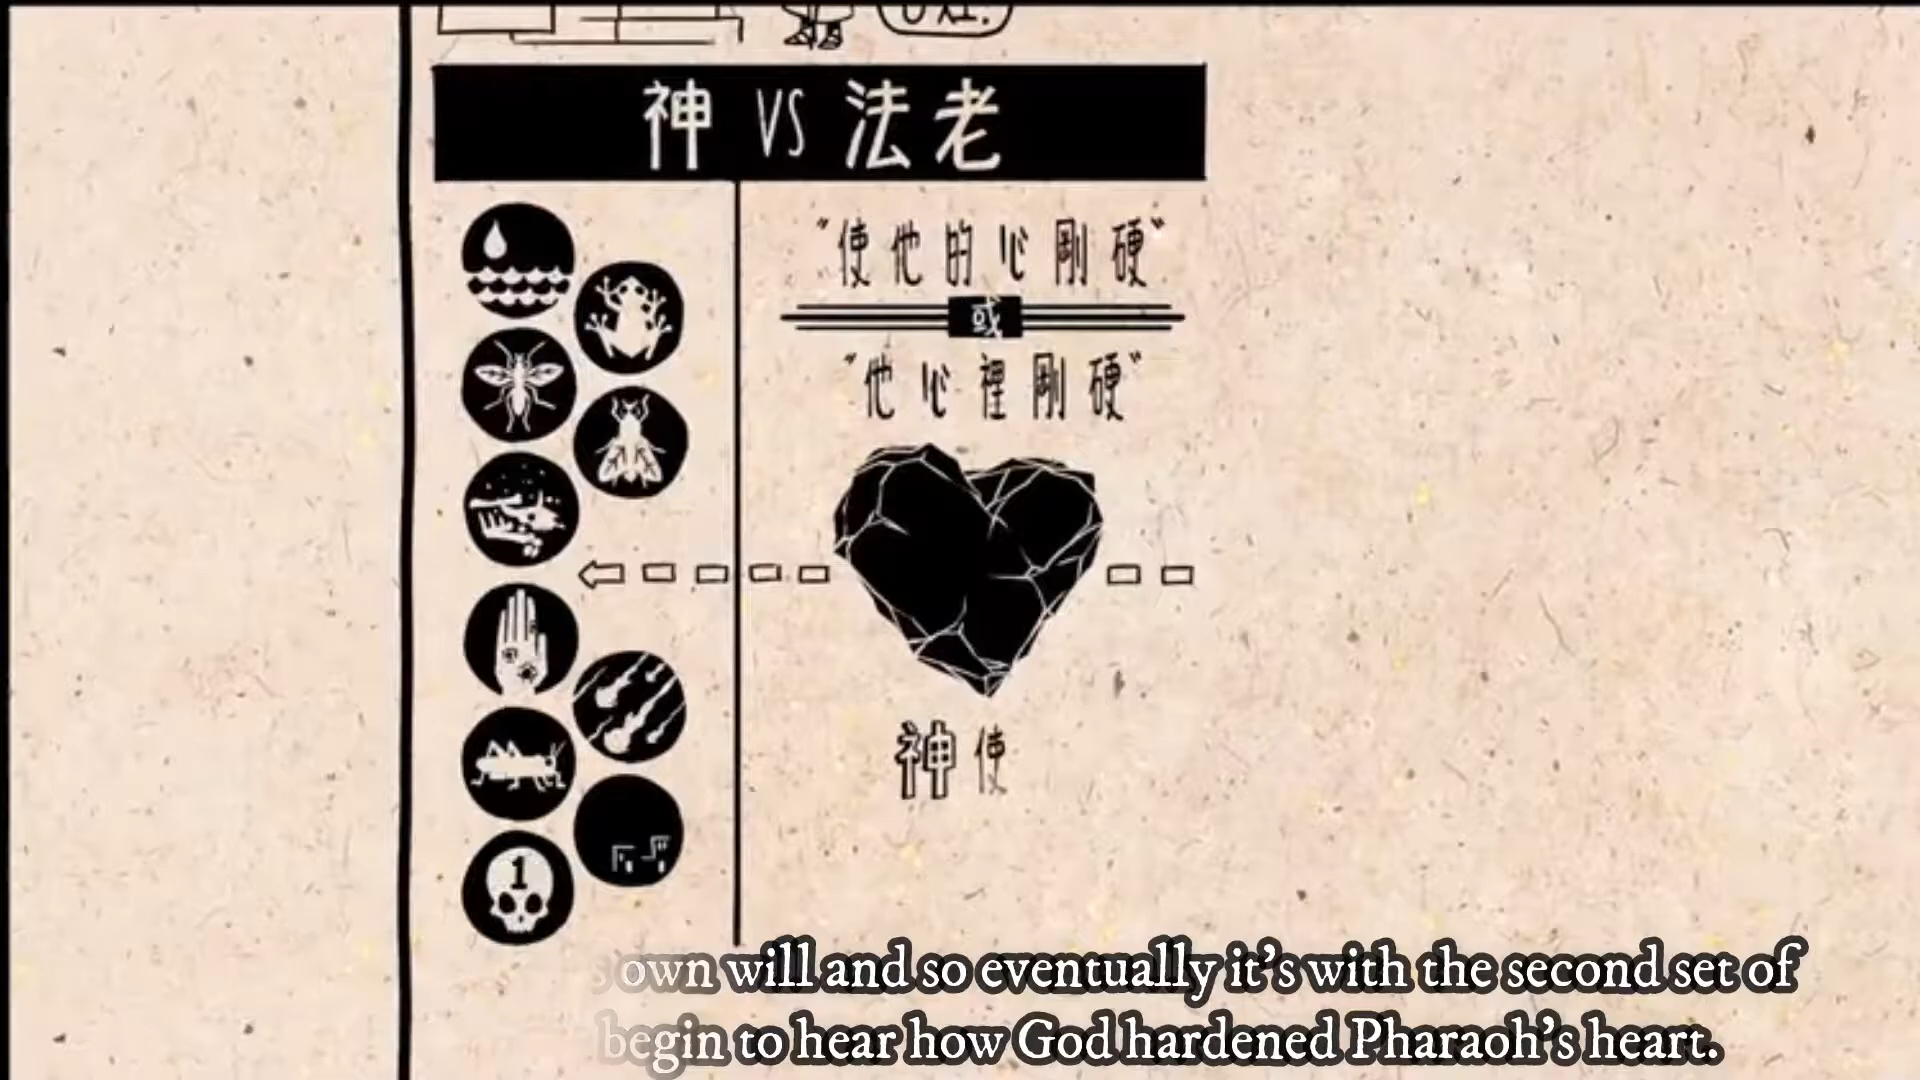 神 VS 法老
"使他的心剛硬"
或
"他心裡剛硬"
神使
1
own will and so eventually it's with the second set of
begin to hear how God hardened Pharaoh's heart.